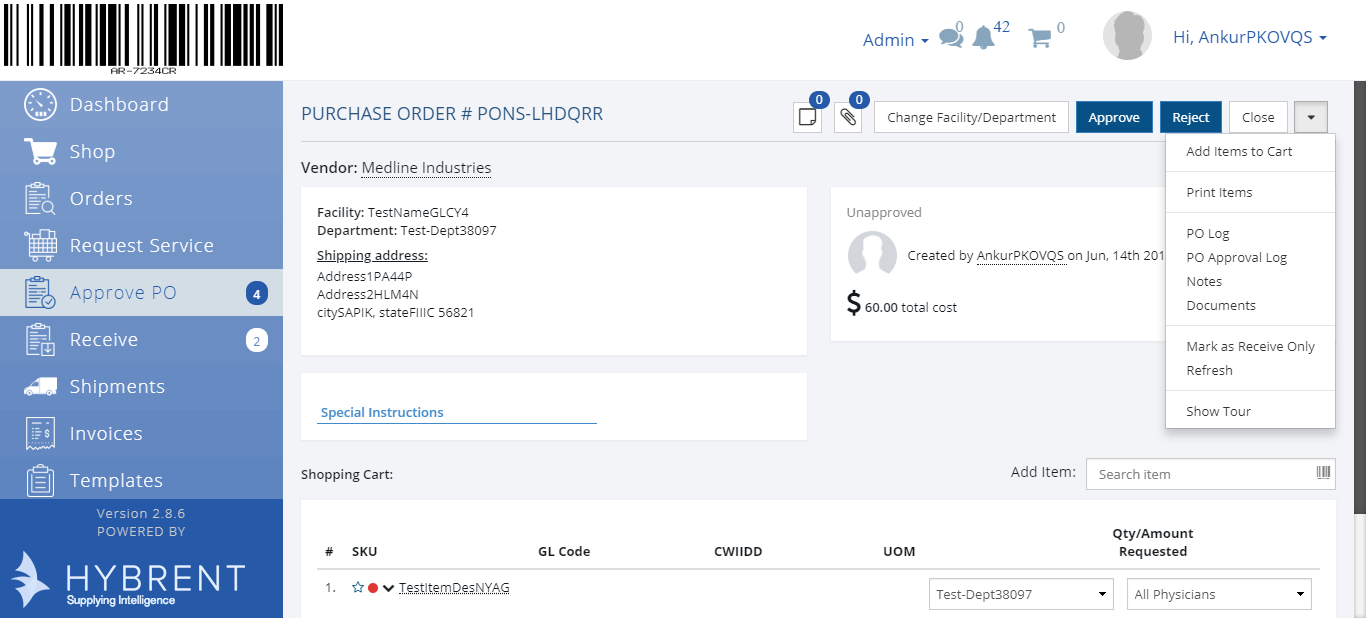 AR-7234CR
Admin
0
42
0
Hi, AnkurPKOVQS
Dashboard
Shop
Orders
Request Service
Approve PO 4
Receive 2
Shipments
Invoices
Templates
Version 2.8.6
POWERED BY
HYBRENT
Supplying Intelligence
PURCHASE ORDER # PONS-LHDQRR
0
0
Change Facility/Department
Approve
Reject
Close
Add Items to Cart
Print Items
PO Log
PO Approval Log
Notes
Documents
Mark as Receive Only
Refresh
Show Tour
Vendor: Medline Industries
Facility: TestNameGLCY4
Department: Test-Dept38097
Shipping address:
Address1PA44P
Address2HLM4N
citySAPIK, stateFIIIC 56821
Unapproved
Created by AnkurPKOVQS on Jun, 14th 201
$ 60.00 total cost
Special Instructions
Shopping Cart:
Add Item: Search item
# SKU GL Code CWIIDD UOM Qty/Amount
Requested
1. TestItemDesNYAG Test-Dept38097 All Physicians